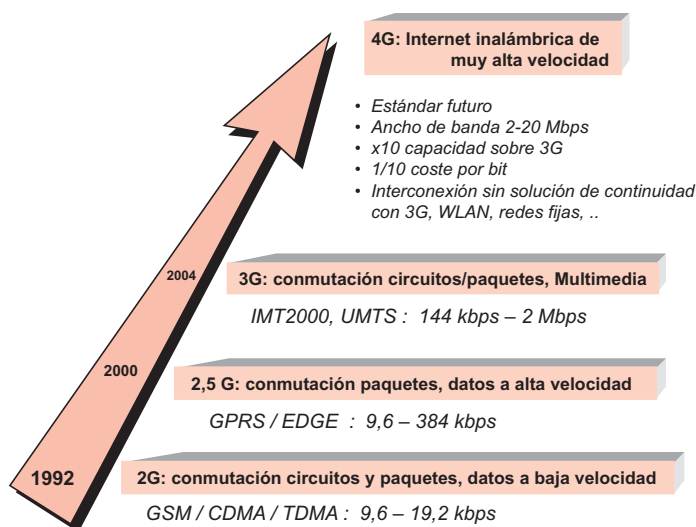 4G: Internet inalámbrica de
muy alta velocidad
• Estándar futuro
• Ancho de banda 2-20 Mbps
• x10 capacidad sobre 3G
• 1/10 coste por bit
• Interconexión sin solución de continuidad
con 3G, WLAN, redes fijas, ..
2004
3G: conmutación circuitos/paquetes, Multimedia
IMT2000, UMTS : 144 kbps – 2 Mbps
2000
2,5 G: conmutación paquetes, datos a alta velocidad
GPRS / EDGE : 9,6 – 384 kbps
1992
2G: conmutación circuitos y paquetes, datos a baja velocidad
GSM / CDMA / TDMA : 9,6 – 19,2 kbps